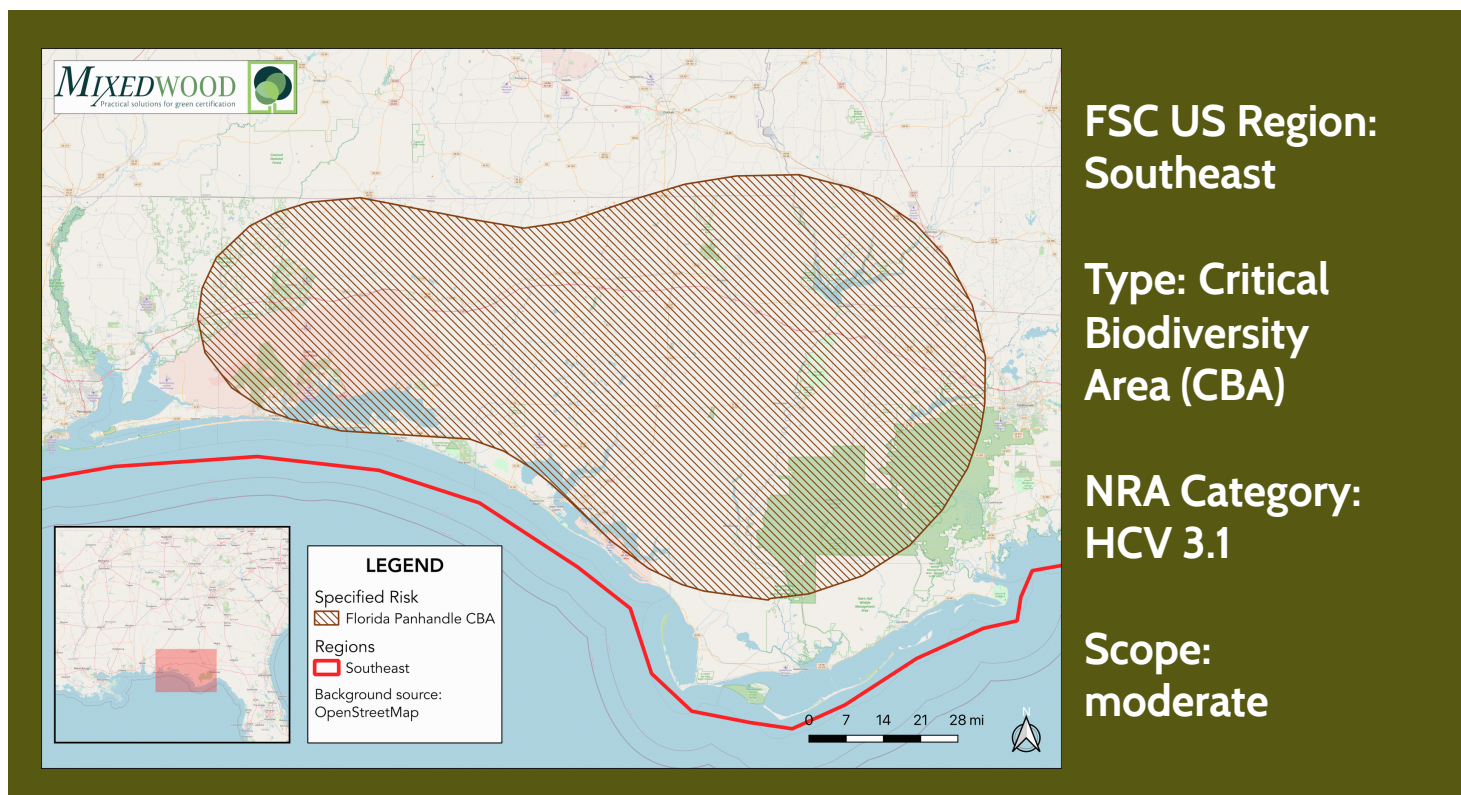 MIXEDWOOD
Practical solutions for green certification
FSC US Region:
Southeast
Type: Critical
Biodiversity
Area (CBA)
NRA Category:
HCV 3.1
Scope:
moderate
LEGEND
Specified Risk
Florida Panhandle CBA
Regions
Southeast
Background source:
OpenStreetMap
0 7 14 21 28 mi
N